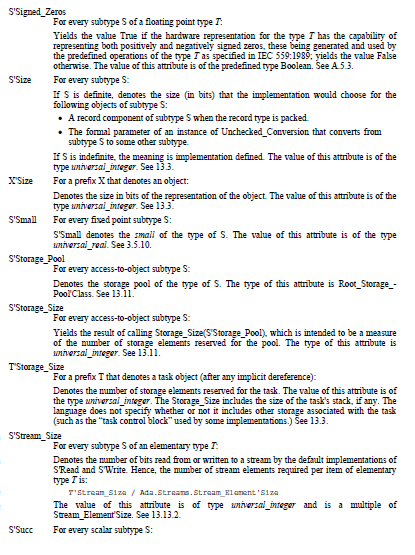 S'Signed_Zeros
For every subtype S of a floating point type T:
Yields the value True if the hardware representation for the type T has the capability of
representing both positively and negatively signed zeros, these being generated and used by
the predefined operations of the type T as specified in IEC 559:1989; yields the value False
otherwise. The value of this attribute is of the predefined type Boolean. See A.5.3.
S'Size For every subtype S:
If S is definite, denotes the size (in bits) that the implementation would choose for the
following objects of subtype S:
• A record component of subtype S when the record type is packed.
• The formal parameter of an instance of Unchecked_Conversion that converts from
subtype S to some other subtype.
If S is indefinite, the meaning is implementation defined. The value of this attribute is of the
type universal_integer. See 13.3.
X'Size For a prefix X that denotes an object:
Denotes the size in bits of the representation of the object. The value of this attribute is of the
type universal_integer. See 13.3.
S'Small For every fixed point subtype S:
S'Small denotes the small of the type of S. The value of this attribute is of the type
universal_real. See 3.5.10.
S'Storage_Pool
For every access-to-object subtype S:
Denotes the storage pool of the type of S. The type of this attribute is Root_Storage_-
Pool'Class. See 13.11.
S'Storage_Size
For every access-to-object subtype S:
Yields the result of calling Storage_Size(S'Storage_Pool), which is intended to be a measure
of the number of storage elements reserved for the pool. The type of this attribute is
universal_integer. See 13.11.
T'Storage_Size
For a prefix T that denotes a task object (after any implicit dereference):
Denotes the number of storage elements reserved for the task. The value of this attribute is of
the type universal_integer. The Storage_Size includes the size of the task's stack, if any. The
language does not specify whether or not it includes other storage associated with the task
(such as the "task control block" used by some implementations.) See 13.3.
S'Stream_Size
For every subtype S of an elementary type T:
Denotes the number of bits read from or written to a stream by the default implementations of
S'Read and S'Write. Hence, the number of stream elements required per item of elementary
type T is:
T'Stream_Size / Ada.Streams.Stream_Element'Size
The value of this attribute is of type universal_integer and is a multiple of
Stream_Element'Size. See 13.13.2.
S'Succ For every scalar subtype S: